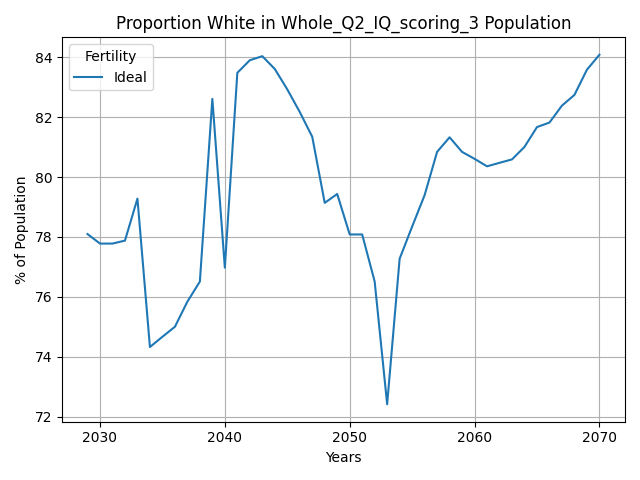 Proportion White in Whole_Q2_IQ_scoring_3 Population
Fertility
Ideal
% of Population
84
82
80
78
76
74
72
2030 2040 2050 2060 2070
Years